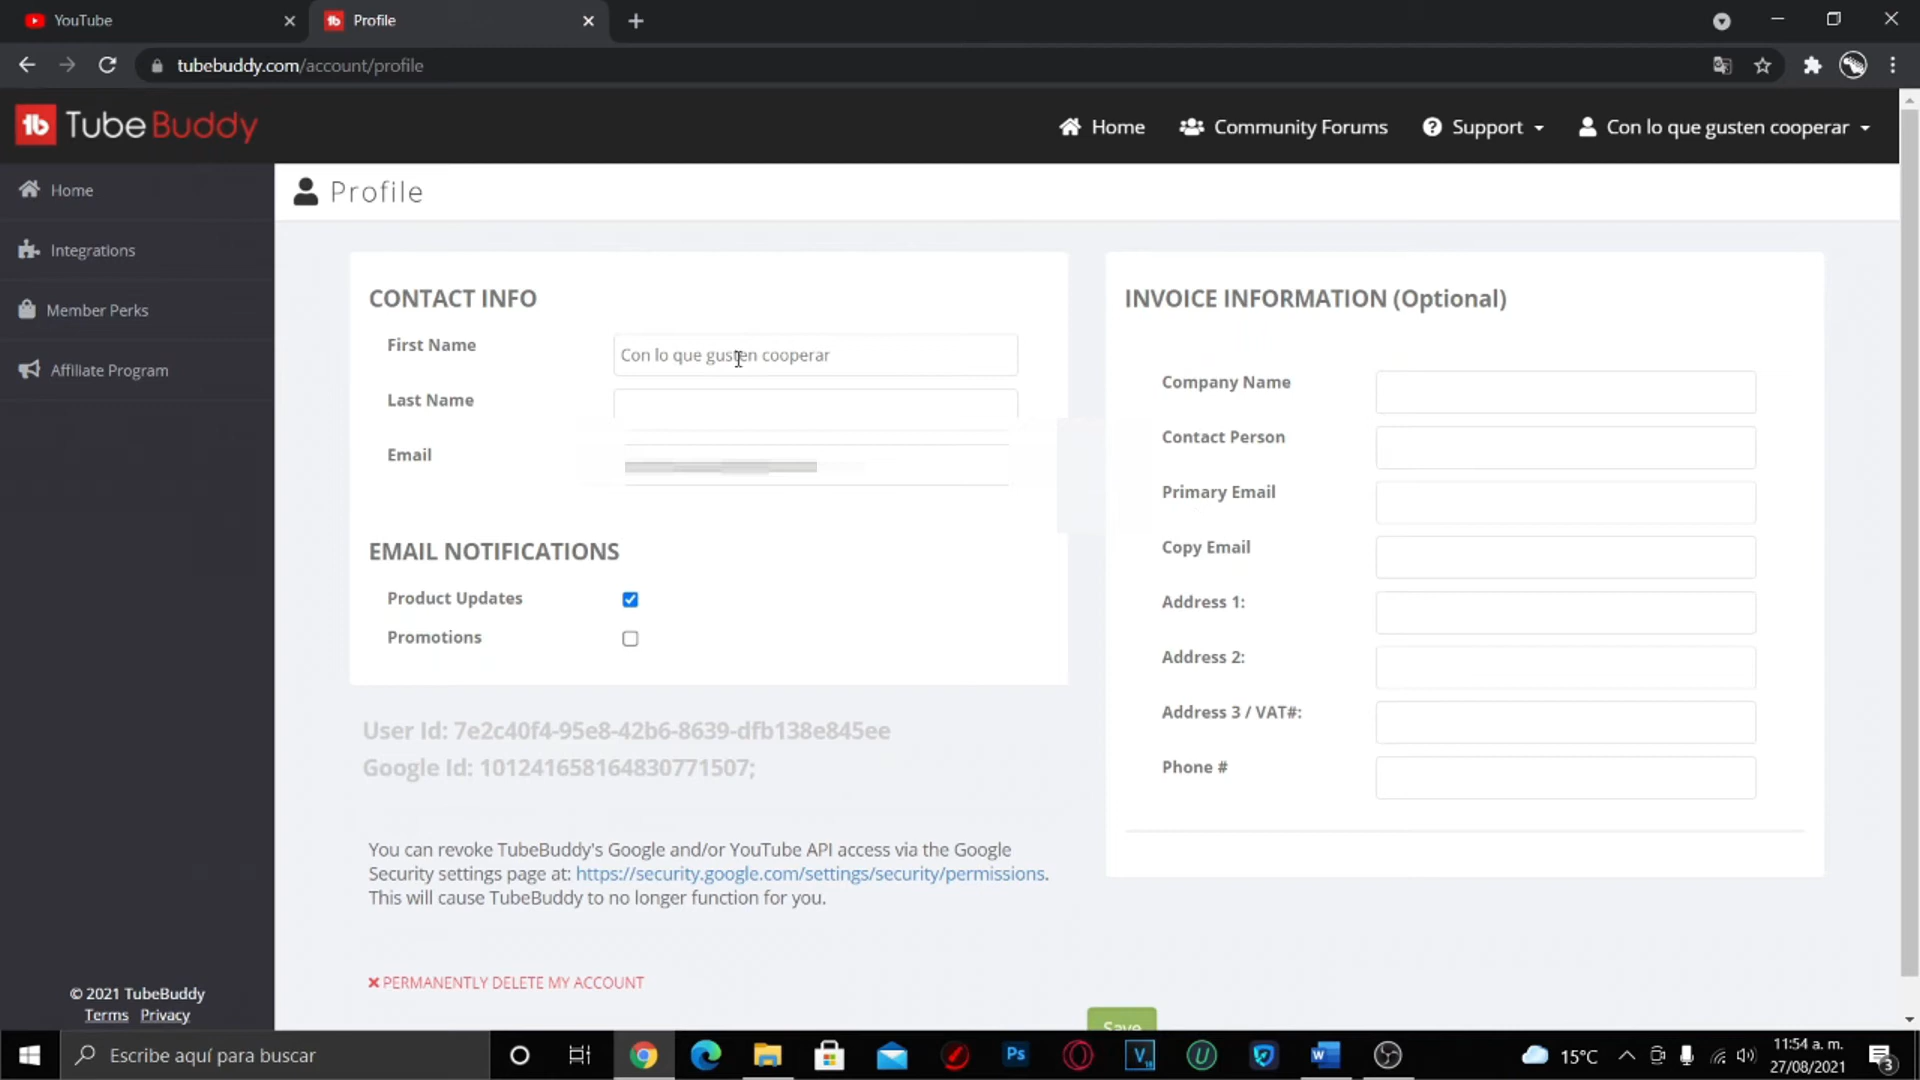 YouTube
Profile
tubebuddy.com/account/profile
TubeBuddy
Home
Community Forums
Support
Con lo que gusten cooperar
Home
Integrations
Member Perks
Affiliate Program
Profile
CONTACT INFO
First Name
Con lo que gusten cooperar
Last Name
Email
EMAIL NOTIFICATIONS
Product Updates
Promotions
User Id: 7e2c40f4-95e8-42b6-8639-dfb138e845ee
Google Id: 101241658164830771507;
You can revoke TubeBuddy's Google and/or YouTube API access via the Google
Security settings page at: https://security.google.com/settings/security/permissions.
This will cause TubeBuddy to no longer function for you.
PERMANENTLY DELETE MY ACCOUNT
INVOICE INFORMATION (Optional)
Company Name
Contact Person
Primary Email
Copy Email
Address 1:
Address 2:
Address 3 / VAT#:
Phone #
Save
© 2021 TubeBuddy
Terms Privacy
Escribe aquí para buscar
15°C
11:54 a. m.
27/08/2021
3